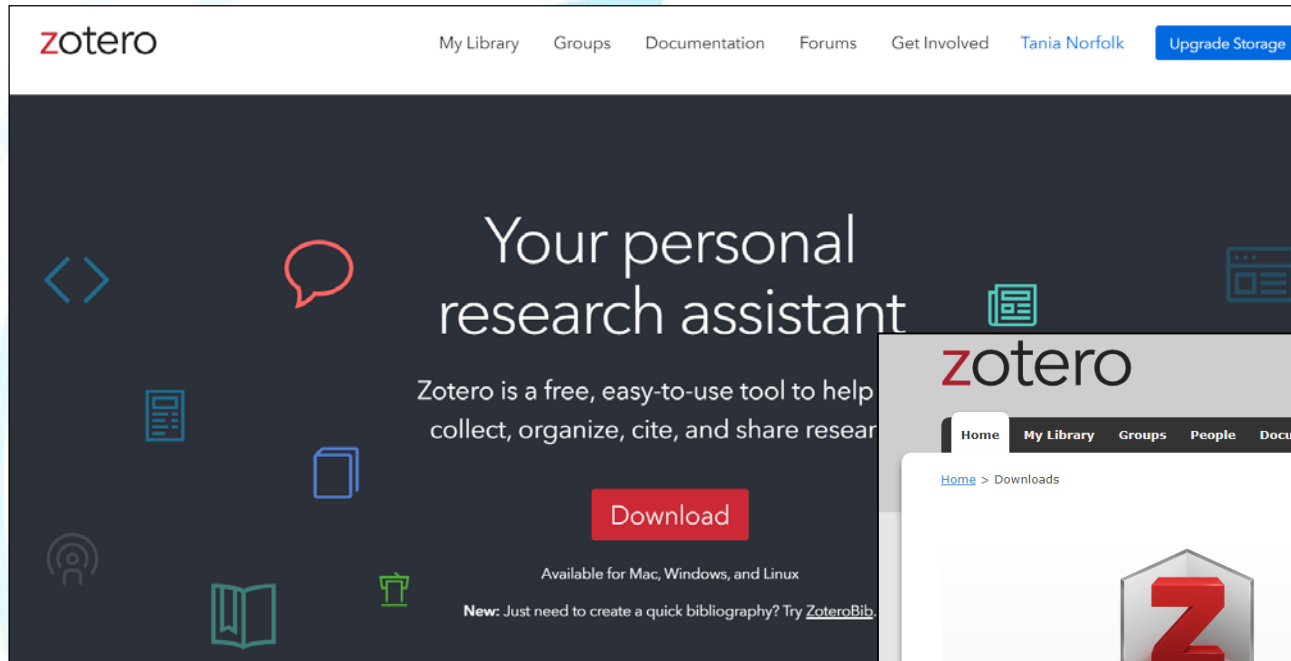 zotero
My Library Groups Documentation Forums Get Involved Tania Norfolk Upgrade Storage
Your personal
research assistant
Zotero is a free, easy-to-use tool to help
collect, organize, cite, and share resear
Download
Available for Mac, Windows, and Linux
New: Just need to create a quick bibliography? Try ZoteroBib.
zotero
Home My Library Groups People Docu
Home > Downloads
Z